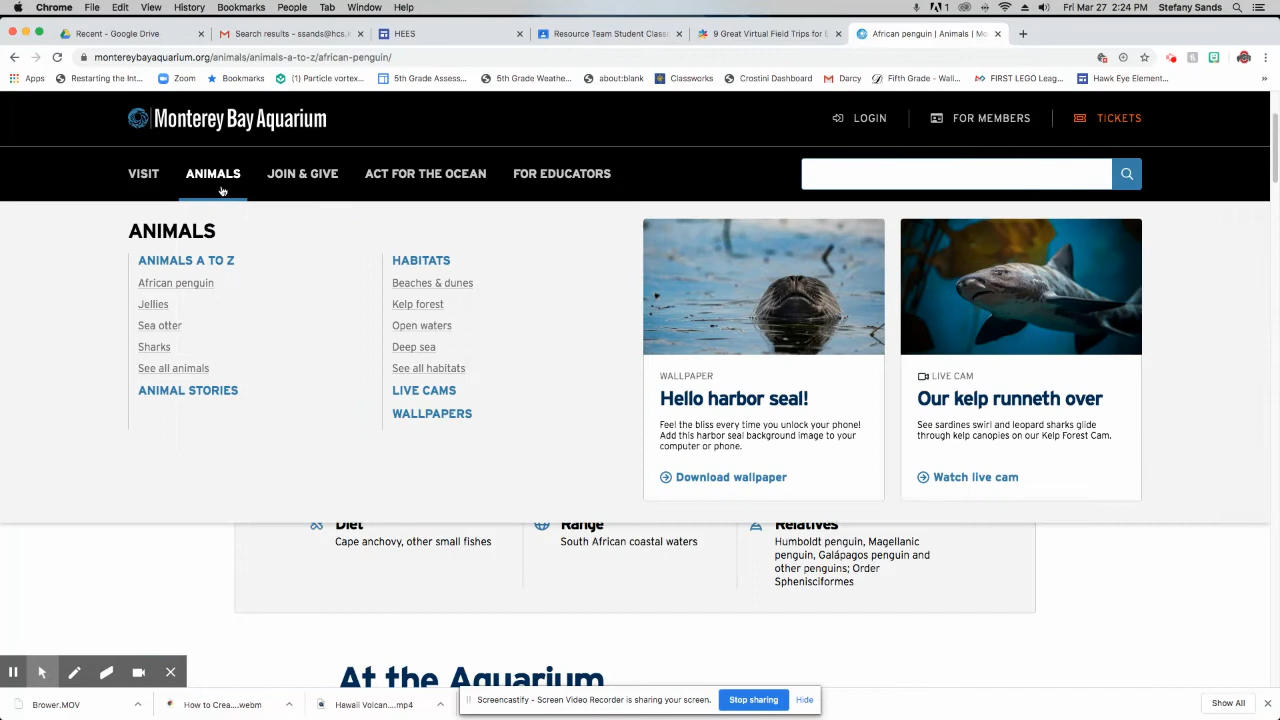 Chrome File Edit View History Bookmarks People Tab Window Help 1 Fri Mar 27 2:24 PM Stefany Sands
Recent - Google Drive Search results - ssands@hcs. HEES Resource Team Student Class 9 Great Virtual Field Trips for African penguin | Animals | Mo
montereybayaquarium.org/animals/animals-a-to-z/african-penguin/
Apps Restarting the Int... Zoom Bookmarks (1) Particle vortex... 5th Grade Assess... 5th Grade Weathe... about:blank Classworks Crostini Dashboard Darcy Fifth Grade - Wall... FIRST LEGO Leag... Hawk Eye Element... »
Monterey Bay Aquarium
LOGIN FOR MEMBERS TICKETS
VISIT ANIMALS JOIN & GIVE ACT FOR THE OCEAN FOR EDUCATORS
ANIMALS
ANIMALS A TO Z
African penguin
Jellies
Sea otter
Sharks
See all animals
ANIMAL STORIES
HABITATS
Beaches & dunes
Kelp forest
Open waters
Deep sea
See all habitats
LIVE CAMS
WALLPAPERS
WALLPAPER
Hello harbor seal!
Feel the bliss every time you unlock your phone!
Add this harbor seal background image to your
computer or phone.
Download wallpaper
LIVE CAM
Our kelp runneth over
See sardines swirl and leopard sharks glide
through kelp canopies on our Kelp Forest Cam.
Watch live cam
Diet
Cape anchovy, other small fishes
Range
South African coastal waters
Relatives
Humboldt penguin, Magellanic
penguin, Galápagos penguin and
other penguins; Order
Sphenisciformes
At the Aquarium
How to Crea....webm Hawaii Volcan....mp4 Screencastify - Screen Video Recorder is sharing your screen. Stop sharing Hide Show All